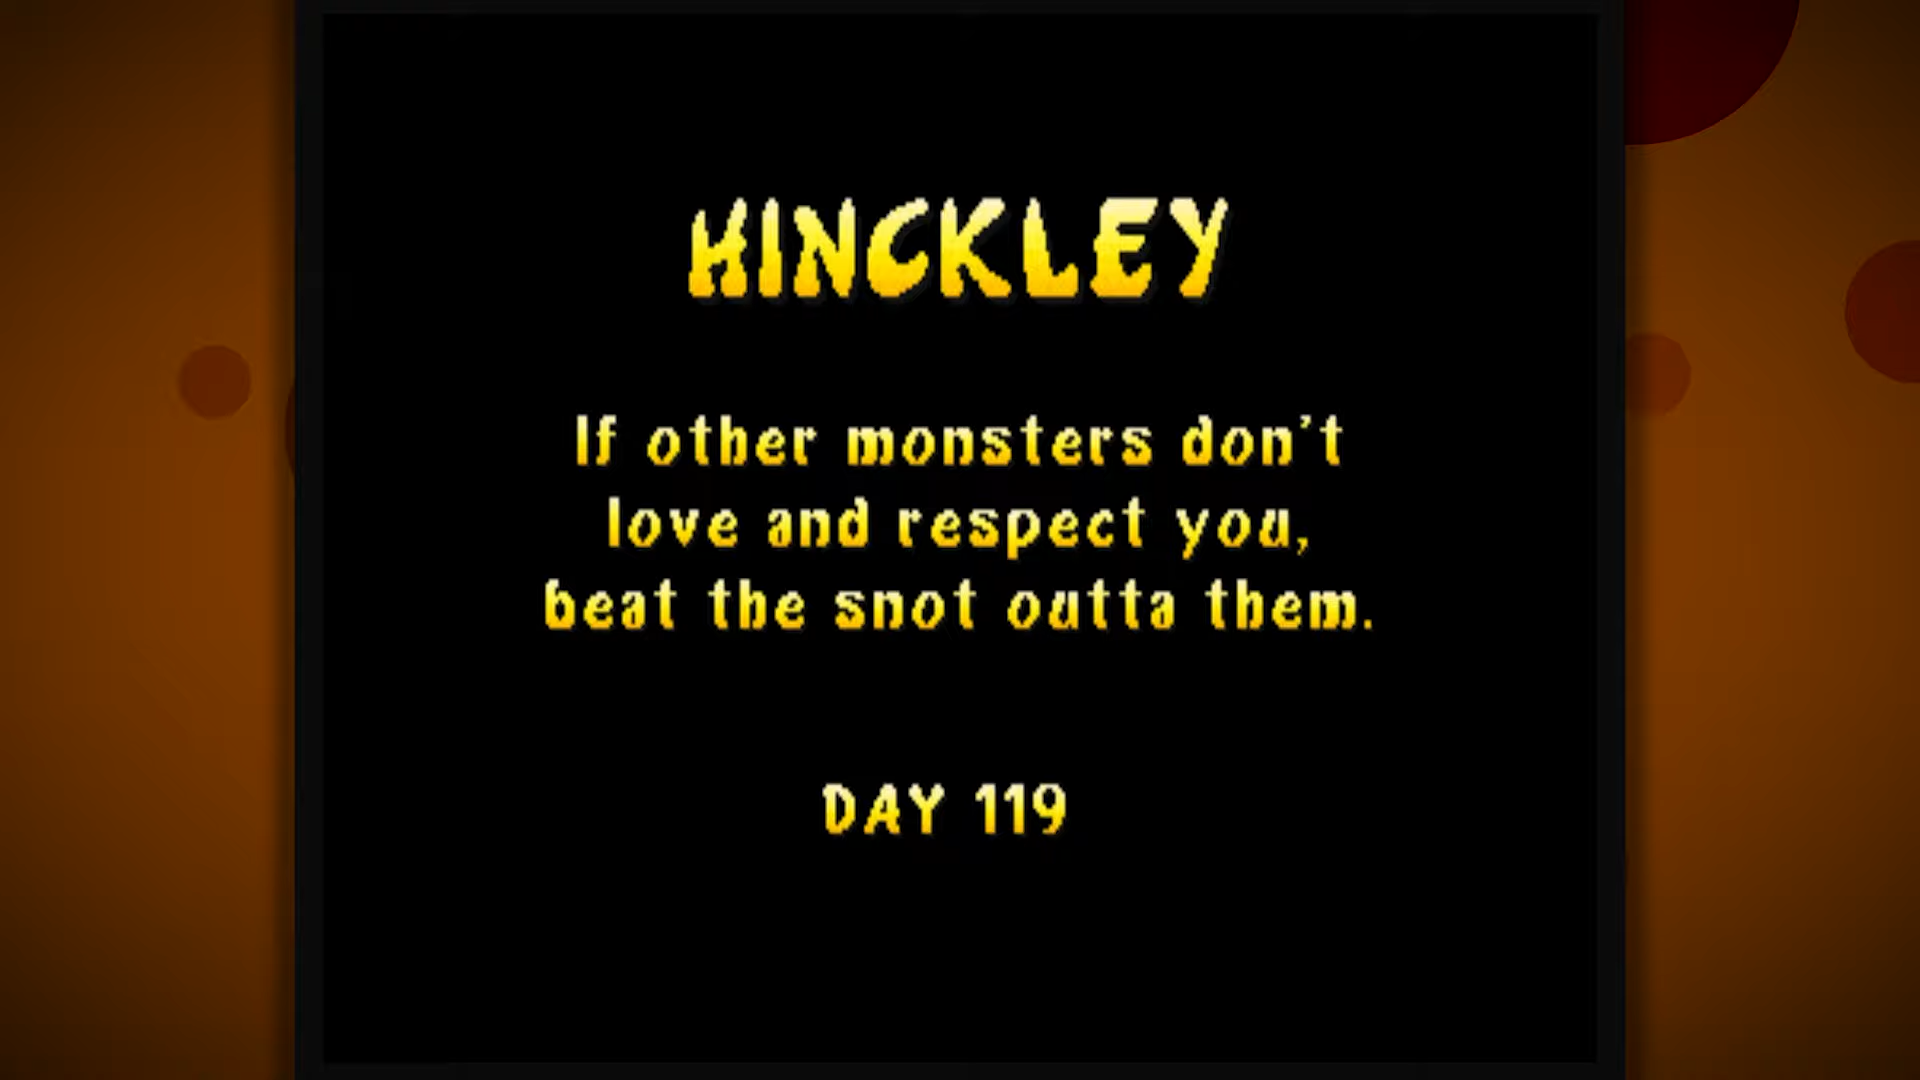 HINCKLEY
If other monsters don't
love and respect you,
beat the snot outta them.
DAY 119